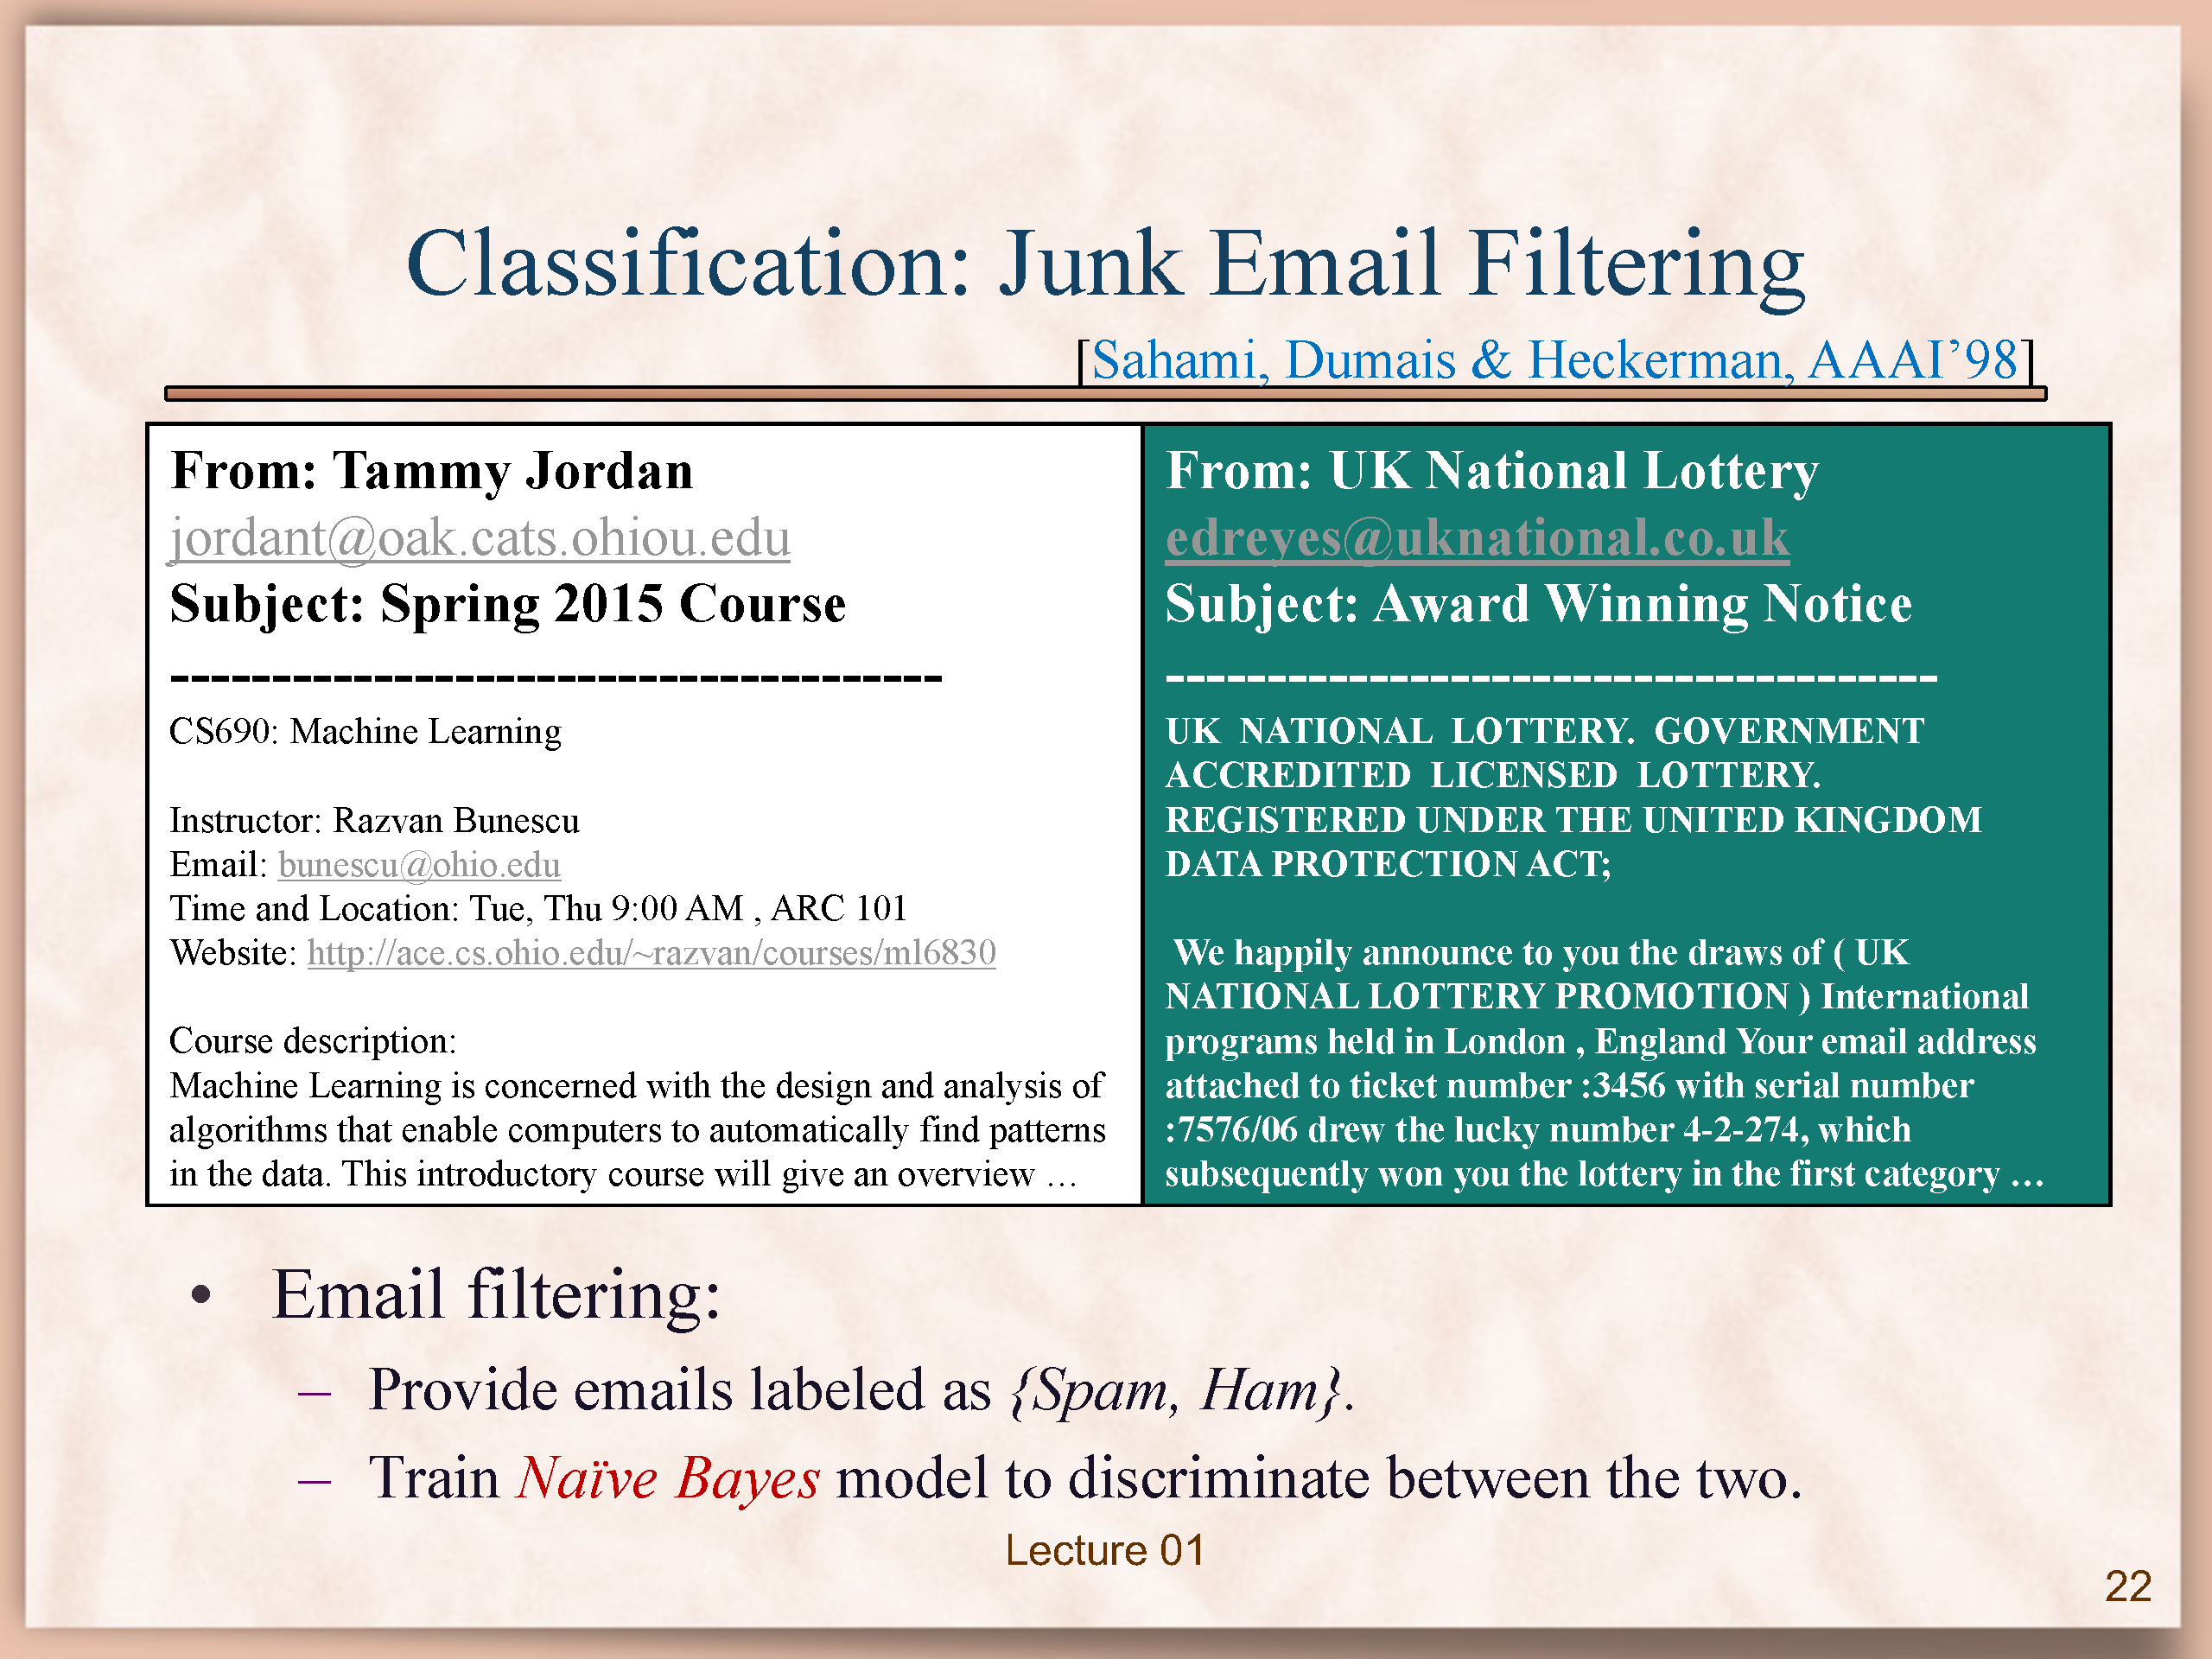 Classification: Junk Email Filtering
[Sahami, Dumais & Heckerman, AAAI’98]
From: Tammy Jordan
jordant@oak.cats.ohiou.edu
Subject: Spring 2015 Course
--------------------------------------
CS690: Machine Learning
Instructor: Razvan Bunescu
Email: bunescu@ohio.edu
Time and Location: Tue, Thu 9:00 AM , ARC 101
Website: http://ace.cs.ohio.edu/~razvan/courses/ml6830
Course description:
Machine Learning is concerned with the design and analysis of
algorithms that enable computers to automatically find patterns
in the data. This introductory course will give an overview …
From: UK National Lottery
edreyes@uknational.co.uk
Subject: Award Winning Notice
--------------------------------------
UK NATIONAL LOTTERY. GOVERNMENT
ACCREDITED LICENSED LOTTERY.
REGISTERED UNDER THE UNITED KINGDOM
DATA PROTECTION ACT;
We happily announce to you the draws of ( UK
NATIONAL LOTTERY PROMOTION ) International
programs held in London , England Your email address
attached to ticket number :3456 with serial number
:7576/06 drew the lucky number 4-2-274, which
subsequently won you the lottery in the first category …
• Email filtering:
– Provide emails labeled as {Spam, Ham}.
– Train Naïve Bayes model to discriminate between the two.
Lecture 01
22